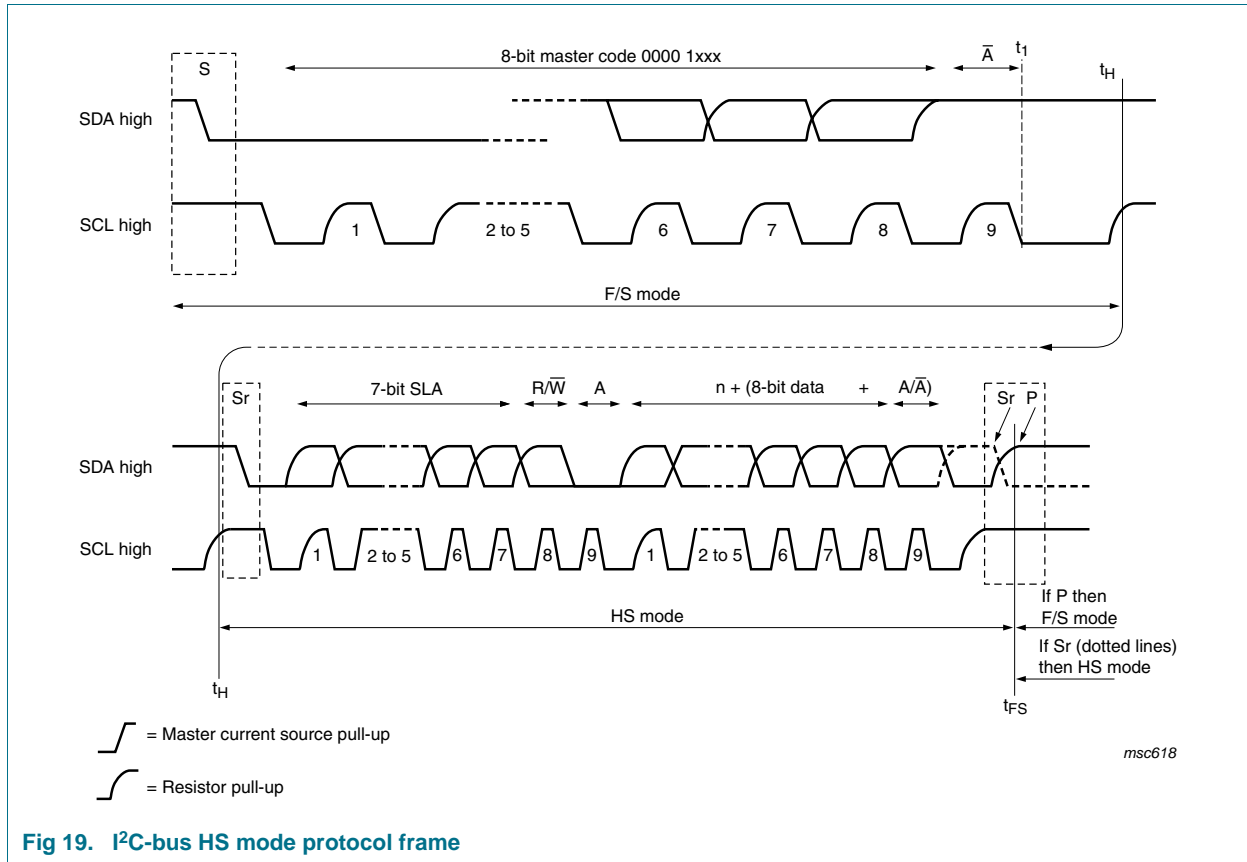 S
8-bit master code 0000 1xxx
A̅
t1
tH
SDA high
SCL high
1
2 to 5
6
7
8
9
F/S mode
Sr
7-bit SLA
R/W̅
A
n + (8-bit data + A/A̅)
Sr P
SDA high
SCL high
1
2 to 5
6
7
8
9
1
2 to 5
6
7
8
9
If P then
F/S mode
HS mode
If Sr (dotted lines)
then HS mode
tH
tFS
= Master current source pull-up
= Resistor pull-up
msc618
Fig 19. I²C-bus HS mode protocol frame